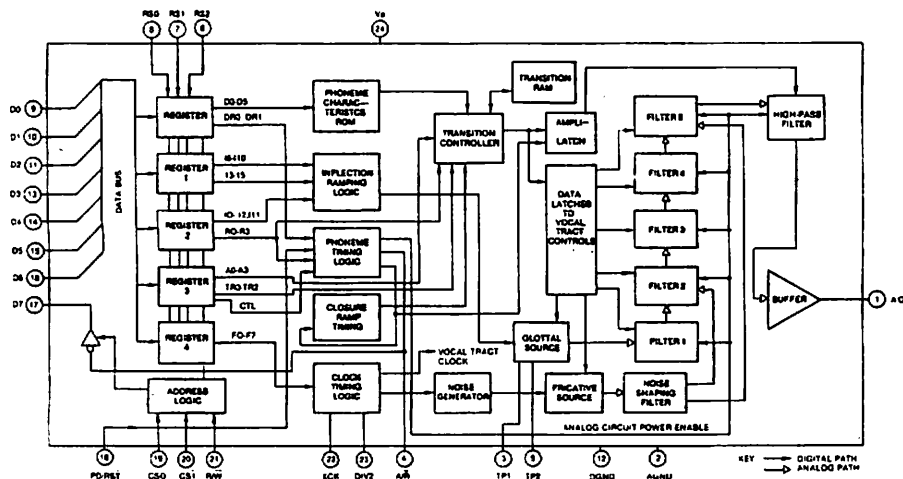 RS0 RS1 RS2
8 7 6
Vs
24
D0 9
D1 10
D2 11
D3 13
D4 14
D5 15
D6 16
D7 17
DATA BUS
REGISTER
REGISTER
1
REGISTER
2
REGISTER
3
REGISTER
4
ADDRESS
LOGIC
D0-D5
DR0-DR1
I6-I10
I3-I5
IO-I2,I11
RO-R3
A0-A3
TR0-TR2
CTL
FO-F7
PHONEME
CHARAC-
TERISTCS
ROM
INFLECTION
RAMPING
LOGIC
PHONEME
TIMING
LOGIC
CLOSURE
RAMP
TIMING
CLOCK
TIMING
LOGIC
VOCAL TRACT
CLOCK
TRANSITION
CONTROLLER
TRANSITION
RAM
AMPLI-
LATCH
DATA
LATCHES
TO
VOCAL
TRACT
CONTROLS
GLOTTAL
SOURCE
NOISE
GENERATOR
FRICATIVE
SOURCE
NOISE
SHAPING
FILTER
FILTER 5
FILTER 4
FILTER 3
FILTER 2
FILTER 1
HIGH-PASS
FILTER
BUFFER
1 AO
ANALOG CIRCUIT POWER ENABLE
18 19 20 21 22 23 4 3 5 12 2
PD/RST CS0 CS1 R/W XCK DIV2 A/R TP1 TP2 DGND AGND
KEY DIGITAL PATH
ANALOG PATH